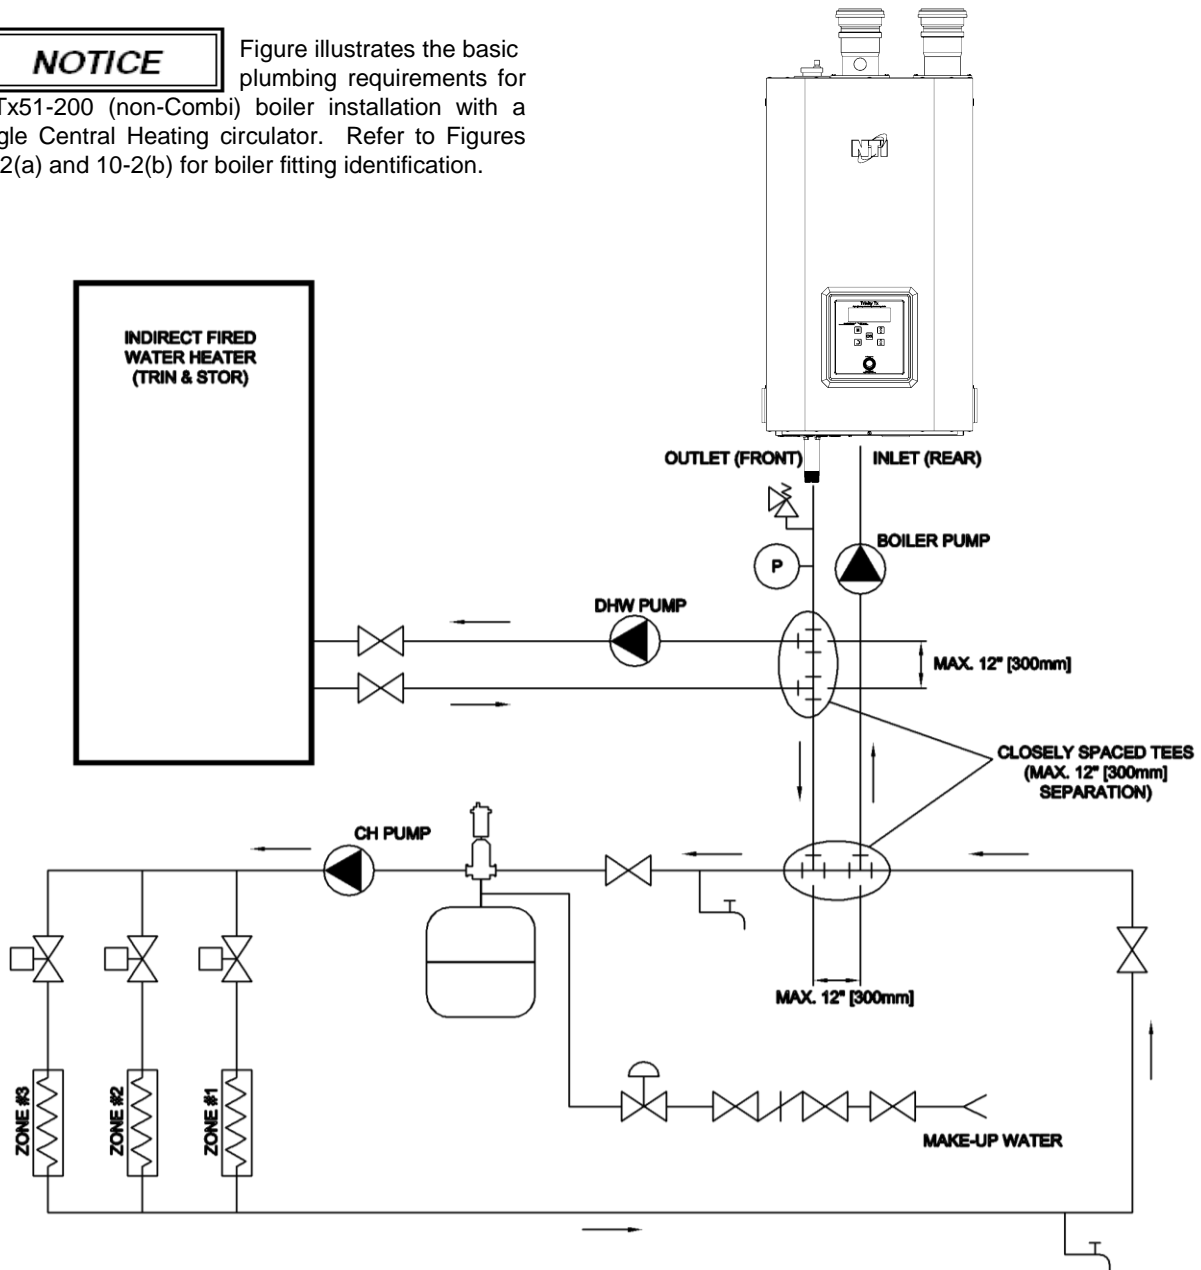 NOTICE
Figure illustrates the basic
plumbing requirements for
Tx51-200 (non-Combi) boiler installation with a
gle Central Heating circulator. Refer to Figures
2(a) and 10-2(b) for boiler fitting identification.
NTI
Trinity Tx
INDIRECT FIRED
WATER HEATER
(TRIN & STOR)
OUTLET (FRONT)
INLET (REAR)
BOILER PUMP
P
DHW PUMP
MAX. 12" [300mm]
CLOSELY SPACED TEES
(MAX. 12" [300mm]
SEPARATION)
CH PUMP
MAX. 12" [300mm]
ZONE #3
ZONE #2
ZONE #1
MAKE-UP WATER